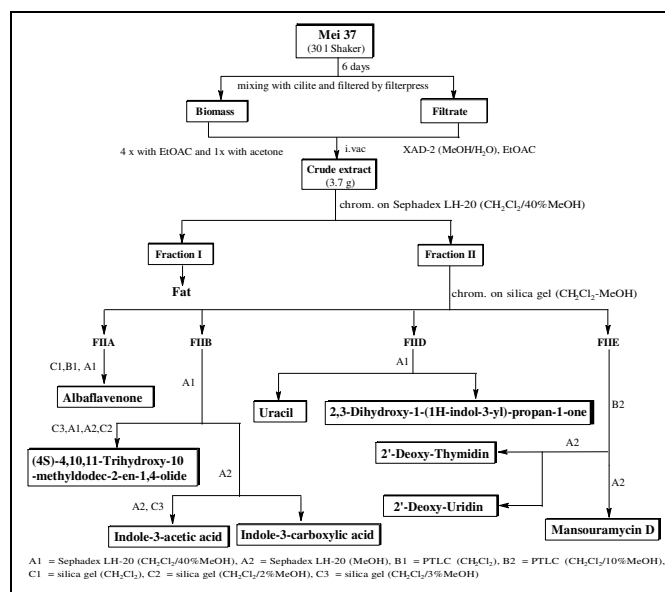 Mei 37
(30 l Shaker)
6 days
mixing with cilite and filtered by filterpress
Biomass
Filtrate
4 x with EtOAC and 1x with acetone
i.vac
XAD-2 (MeOH/H2O), EtOAC
Crude extract
(3.7 g)
chrom. on Sephadex LH-20 (CH2Cl2/40%MeOH)
Fraction I
Fraction II
Fat
chrom. on silica gel (CH2Cl2-MeOH)
FIIA
FIIB
FIID
FIIE
C1,B1, A1
A1
A1
B2
Albaflavenone
Uracil
2,3-Dihydroxy-1-(1H-indol-3-yl)-propan-1-one
C3,A1,A2,C2
(4S)-4,10,11-Trihydroxy-10
-methyldodec-2-en-1,4-olide
A2
A2
2'-Deoxy-Thymidin
A2
A2, C3
2'-Deoxy-Uridin
Indole-3-acetic acid
Indole-3-carboxylic acid
Mansouramycin D
A1 = Sephadex LH-20 (CH2Cl2/40%MeOH), A2 = Sephadex LH-20 (MeOH), B1 = PTLC (CH2Cl2), B2 = PTLC (CH2Cl2/10%MeOH),
C1 = silica gel (CH2Cl2), C2 = silica gel (CH2Cl2/2%MeOH), C3 = silica gel (CH2Cl2/3%MeOH)